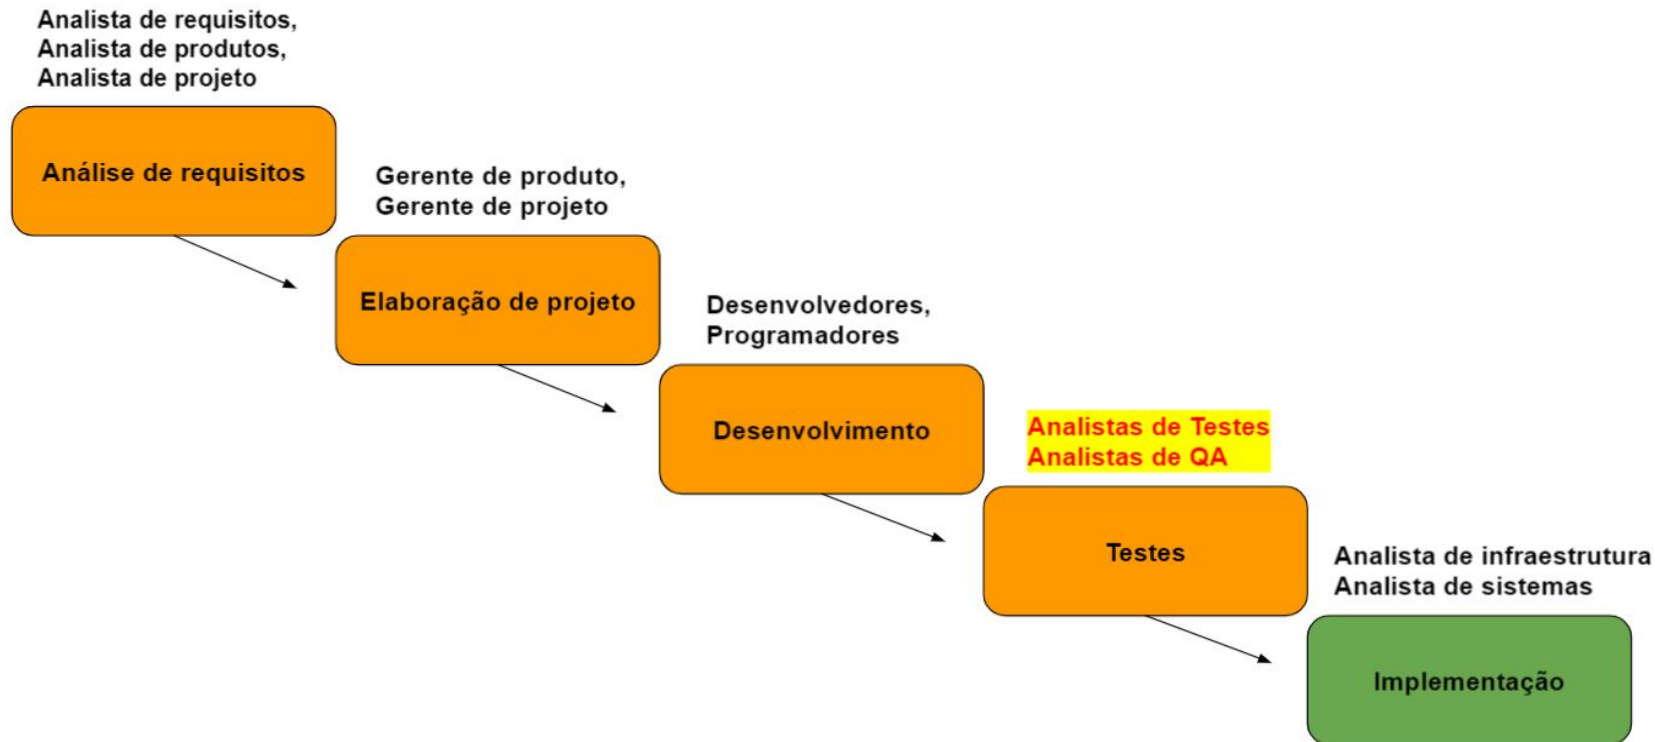 Analista de requisitos,
Analista de produtos,
Analista de projeto
Análise de requisitos
Gerente de produto,
Gerente de projeto
Elaboração de projeto
Desenvolvedores,
Programadores
Desenvolvimento
Analistas de Testes
Analistas de QA
Testes
Analista de infraestrutura
Analista de sistemas
Implementação